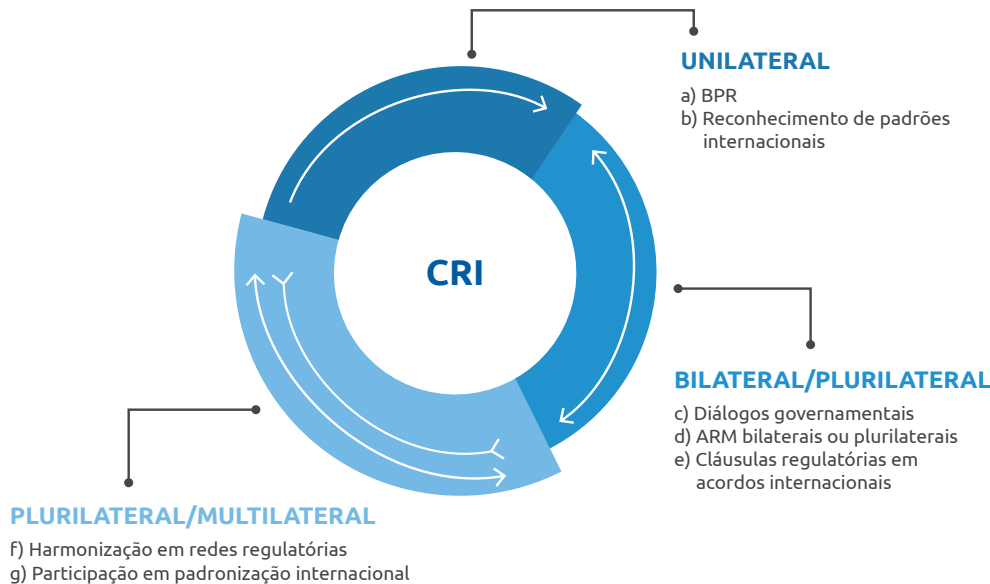 UNILATERAL
a) BPR
b) Reconhecimento de padrões
internacionais
CRI
BILATERAL/PLURILATERAL
c) Diálogos governamentais
d) ARM bilaterais ou plurilaterais
e) Cláusulas regulatórias em
acordos internacionais
PLURILATERAL/MULTILATERAL
f) Harmonização em redes regulatórias
g) Participação em padronização internacional